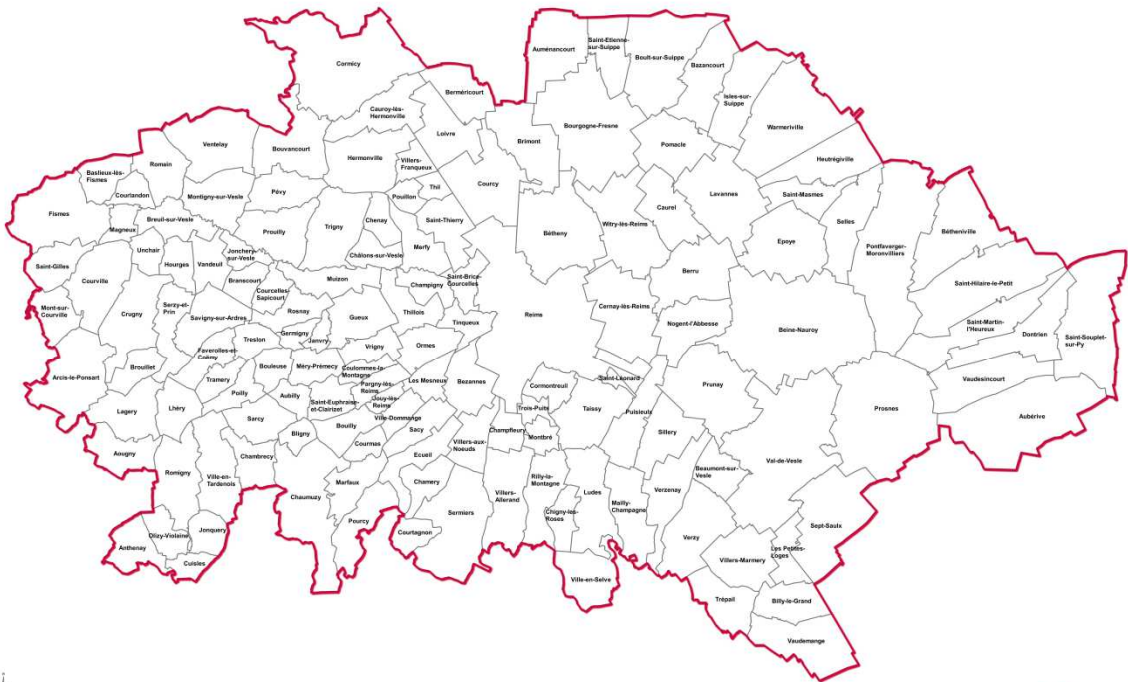 Auménancourt
Saint-Etienne-
sur-Suippe
Boult-sur-Suippe
Bazancourt
Cormicy
Berméricourt
Isles-sur-
Suippe
Cauroy-lès-
Hermonville
Bourgogne-Fresne
Warmeriville
Loivre
Brimont
Ventelay
Bouvancourt
Pomacle
Hermonville
Villers-
Franqueux
Heutrégiville
Romain
Baslieux-lès-
Fismes
Courcy
Thil
Courlandon
Montigny-sur-Vesle
Pévy
Pouillon
Lavannes
Saint-Masmes
Caurel
Fismes
Breuil-sur-Vesle
Magneux
Chenay
Saint-Thierry
Witry-lès-Reims
Selles
Bétheny
Bétheniville
Trigny
Prouilly
Epoye
Pontfaverger-
Moronvilliers
Unchair
Jonchery-
sur-Vesle
Merfy
Châlons-sur-Vesle
Saint-Gilles
Hourges
Vandeuil
Berru
Courville
Branscourt
Muizon
Saint-Brice-
Courcelles
Champigny
Saint-Hilaire-le-Petit
Courcelles-
Sapicourt
Mont-sur-
Courville
Serzy-et-
Prin
Cernay-lès-Reims
Nogent-l'Abbesse
Crugny
Savigny-sur-Ardres
Rosnay
Gueux
Thillois
Tinqueux
Reims
Beine-Nauroy
Saint-Martin-
l'Heureux
Dontrien
Saint-Souplet-
sur-Py
Germigny
Janvry
Treslon
Vrigny
Ormes
Faverolles-et-
Coëmy
Brouillet
Bouleuse
Méry-Prémecy
Coulommes-la-
Montagne
Arcis-le-Ponsart
Tramery
Les Mesneux
Bezannes
Saint-Léonard
Vaudesincourt
Pargny-lès-
Reims
Cormontreuil
Prunay
Poilly
Aubilly
Saint-Euphraise-
et-Clairizet
Jouy-lès-
Reims
Lagery
Lhéry
Trois-Puits
Taissy
Puisieulx
Prosnes
Aubérive
Sarcy
Bouilly
Ville-Dommange
Sacy
Champfleury
Sillery
Bligny
Montbré
Courmas
Villers-aux-
Noeuds
Aougny
Chambrecy
Ecueil
Val-de-Vesle
Romigny
Ville-en-
Tardenois
Beaumont-sur-
Vesle
Rilly-la-
Montagne
Marfaux
Chamery
Villers-
Allerand
Ludes
Verzenay
Chaumuzy
Mailly-
Champagne
Sermiers
Chigny-les-
Roses
Pourcy
Sept-Saulx
Courtagnon
Jonquery
Olizy-Violaine
Verzy
Anthenay
Les Petites-
Loges
Villers-Marmery
Cuisles
Ville-en-Selve
Trépail
Billy-le-Grand
Vaudemange